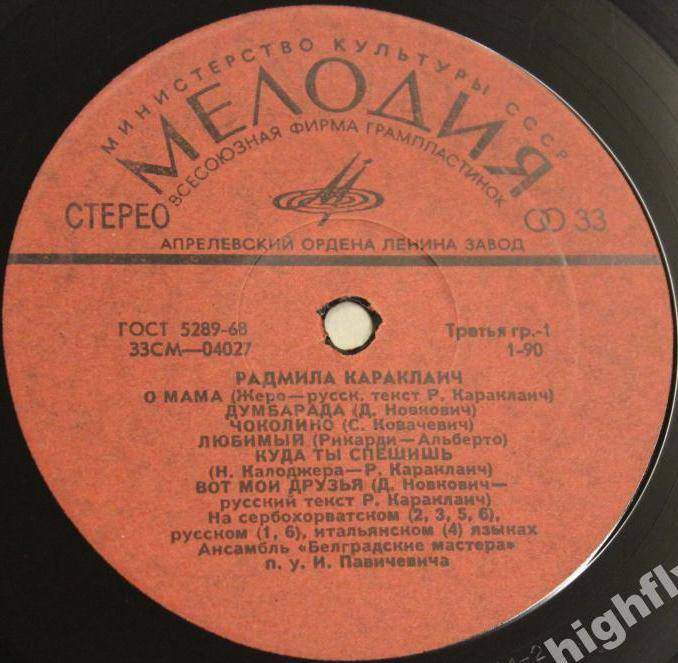 МИНИСТЕРСТВО КУЛЬТУРЫ СССР
МЕЛОДИЯ
ВСЕСОЮЗНАЯ ФИРМА ГРАМПЛАСТИНОК
СТЕРЕО
33
АПРЕЛЕВСКИЙ ОРДЕНА ЛЕНИНА ЗАВОД
ГОСТ 5289-68
Третья гр.-1
33СМ—04027
1-90
РАДМИЛА КАРАКЛАИЧ
О МАМА (Жеро—русск. текст Р. Караклаич)
ДУМБАРАДА (Д. Новкович)
ЧОКОЛИНО (С. Ковачевич)
ЛЮБИМЫЙ (Рикарди—Альберто)
КУДА ТЫ СПЕШИШЬ
(Н. Калоджера—Р. Караклаич)
ВОТ МОИ ДРУЗЬЯ (Д. Новкович—
русский текст Р. Караклаич)
На сербохорватском (2, 3, 5, 6),
русском (1, 6), итальянском (4) языках
Ансамбль «Белградские мастера»
п. у. И. Павичевича
highfly